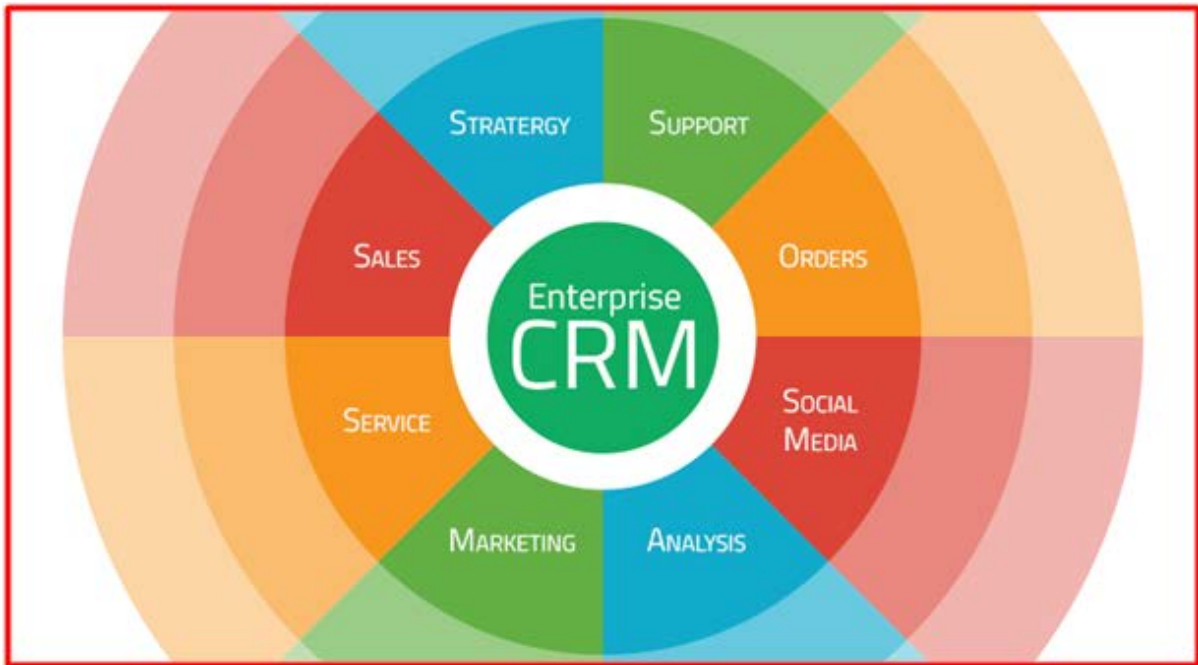 STRATERGY
SUPPORT
SALES
ORDERS
Enterprise
CRM
SERVICE
SOCIAL
MEDIA
MARKETING
ANALYSIS